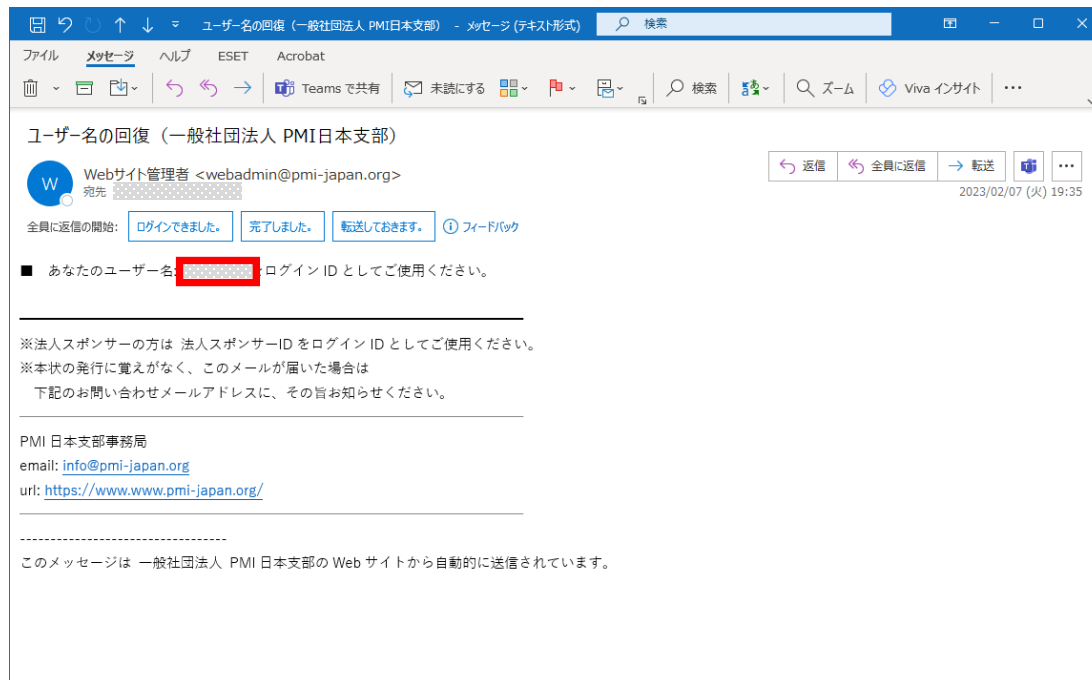 ユーザー名の回復（一般社団法人 PMI日本支部） - メッセージ (テキスト形式)
検索
ファイル メッセージ ヘルプ ESET Acrobat
Teams で共有 未読にする 検索 ズーム Viva インサイト
ユーザー名の回復（一般社団法人 PMI日本支部）
W
Webサイト管理者 <webadmin@pmi-japan.org>
宛先
返信 全員に返信 転送
2023/02/07 (火) 19:35
全員に返信の開始: ログインできました。 完了しました。 転送しておきます。 フィードバック
■ あなたのユーザー名: をログイン ID としてご使用ください。
※法人スポンサーの方は 法人スポンサーID をログイン ID としてご使用ください。
※本状の発行に覚えがなく、このメールが届いた場合は
下記のお問い合わせメールアドレスに、その旨お知らせください。
PMI 日本支部事務局
email: info@pmi-japan.org
url: https://www.www.pmi-japan.org/
----------------------------------
このメッセージは 一般社団法人 PMI 日本支部の Web サイトから自動的に送信されています。